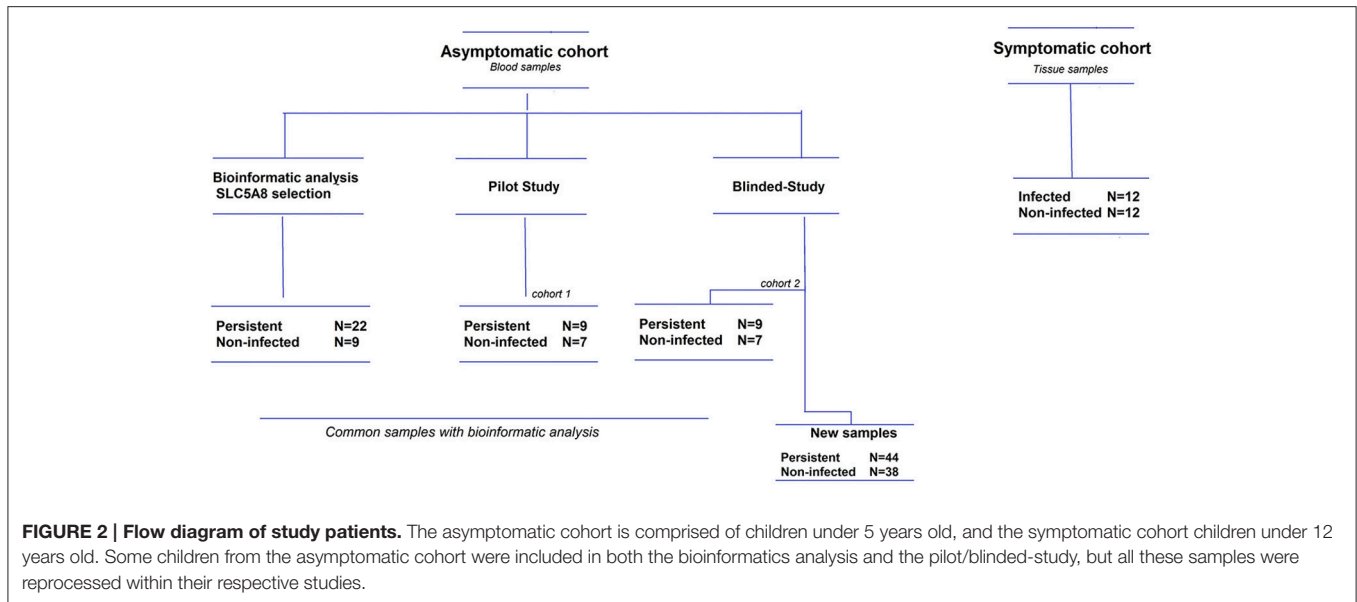 Asymptomatic cohort
Blood samples
Symptomatic cohort
Tissue samples
Bioinformatic analysis
SLC5A8 selection
Pilot Study
Blinded-Study
Infected N=12
Non-infected N=12
cohort 1
cohort 2
Persistent N=22
Non-infected N=9
Persistent N=9
Non-infected N=7
Persistent N=9
Non-infected N=7
Common samples with bioinformatic analysis
New samples
Persistent N=44
Non-infected N=38
FIGURE 2 | Flow diagram of study patients. The asymptomatic cohort is comprised of children under 5 years old, and the symptomatic cohort children under 12
years old. Some children from the asymptomatic cohort were included in both the bioinformatics analysis and the pilot/blinded-study, but all these samples were
reprocessed within their respective studies.